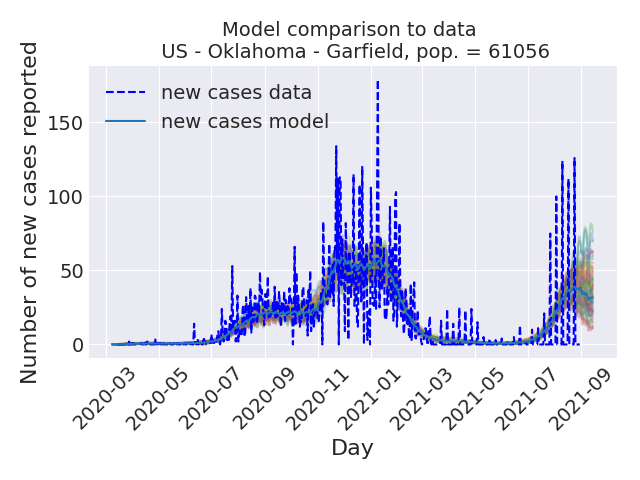 Model comparison to data
US - Oklahoma - Garfield, pop. = 61056
Number of new cases reported
new cases data
new cases model
150
100
50
0
2020-03
2020-05
2020-07
2020-09
2020-11
2021-01
2021-03
2021-05
2021-07
2021-09
Day